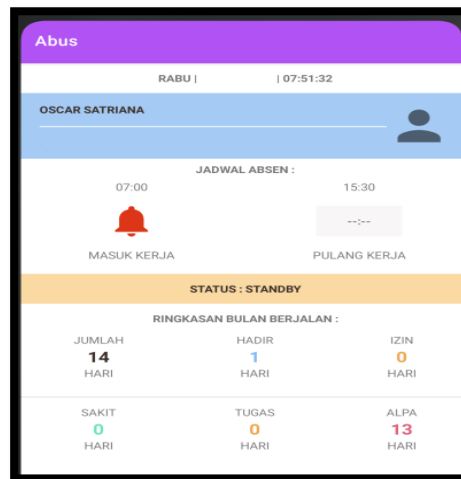 Abus
RABU | | 07:51:32
OSCAR SATRIANA
JADWAL ABSEN :
07:00 15:30
--:--
MASUK KERJA PULANG KERJA
STATUS : STANDBY
RINGKASAN BULAN BERJALAN :
JUMLAH HADIR IZIN
14 1 0
HARI HARI HARI
SAKIT TUGAS ALPA
0 0 13
HARI HARI HARI